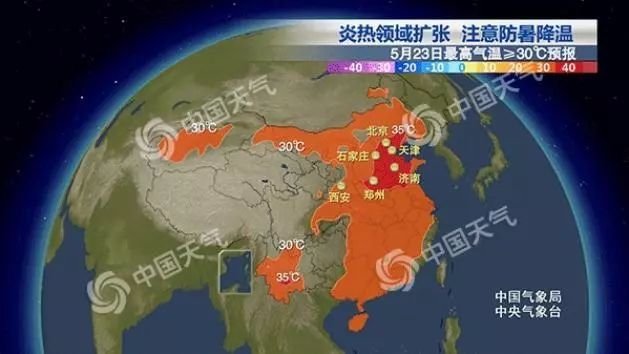 炎热领域扩张 注意防暑降温
5月23日最高气温≥30℃预报
-40 -30 -20 -10 0 10 20 30 40
中国天气
30℃
北京 35℃
中国天气
30℃
石家庄
天津
济南
西安
郑州
中国天气
30℃
中国天气
35℃
中国气象局
中央气象台